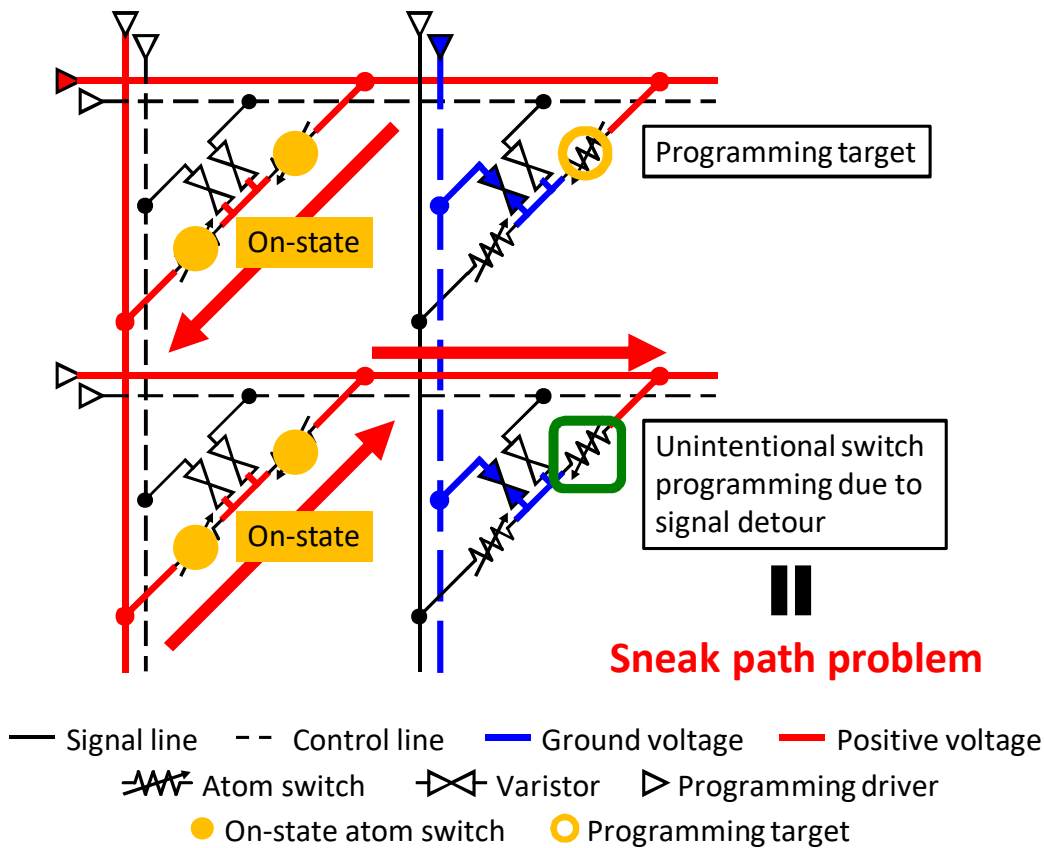 Programming target
On-state
Unintentional switch
programming due to
signal detour
On-state
Sneak path problem
Signal line
Control line
Ground voltage
Positive voltage
Atom switch
Varistor
Programming driver
On-state atom switch
Programming target